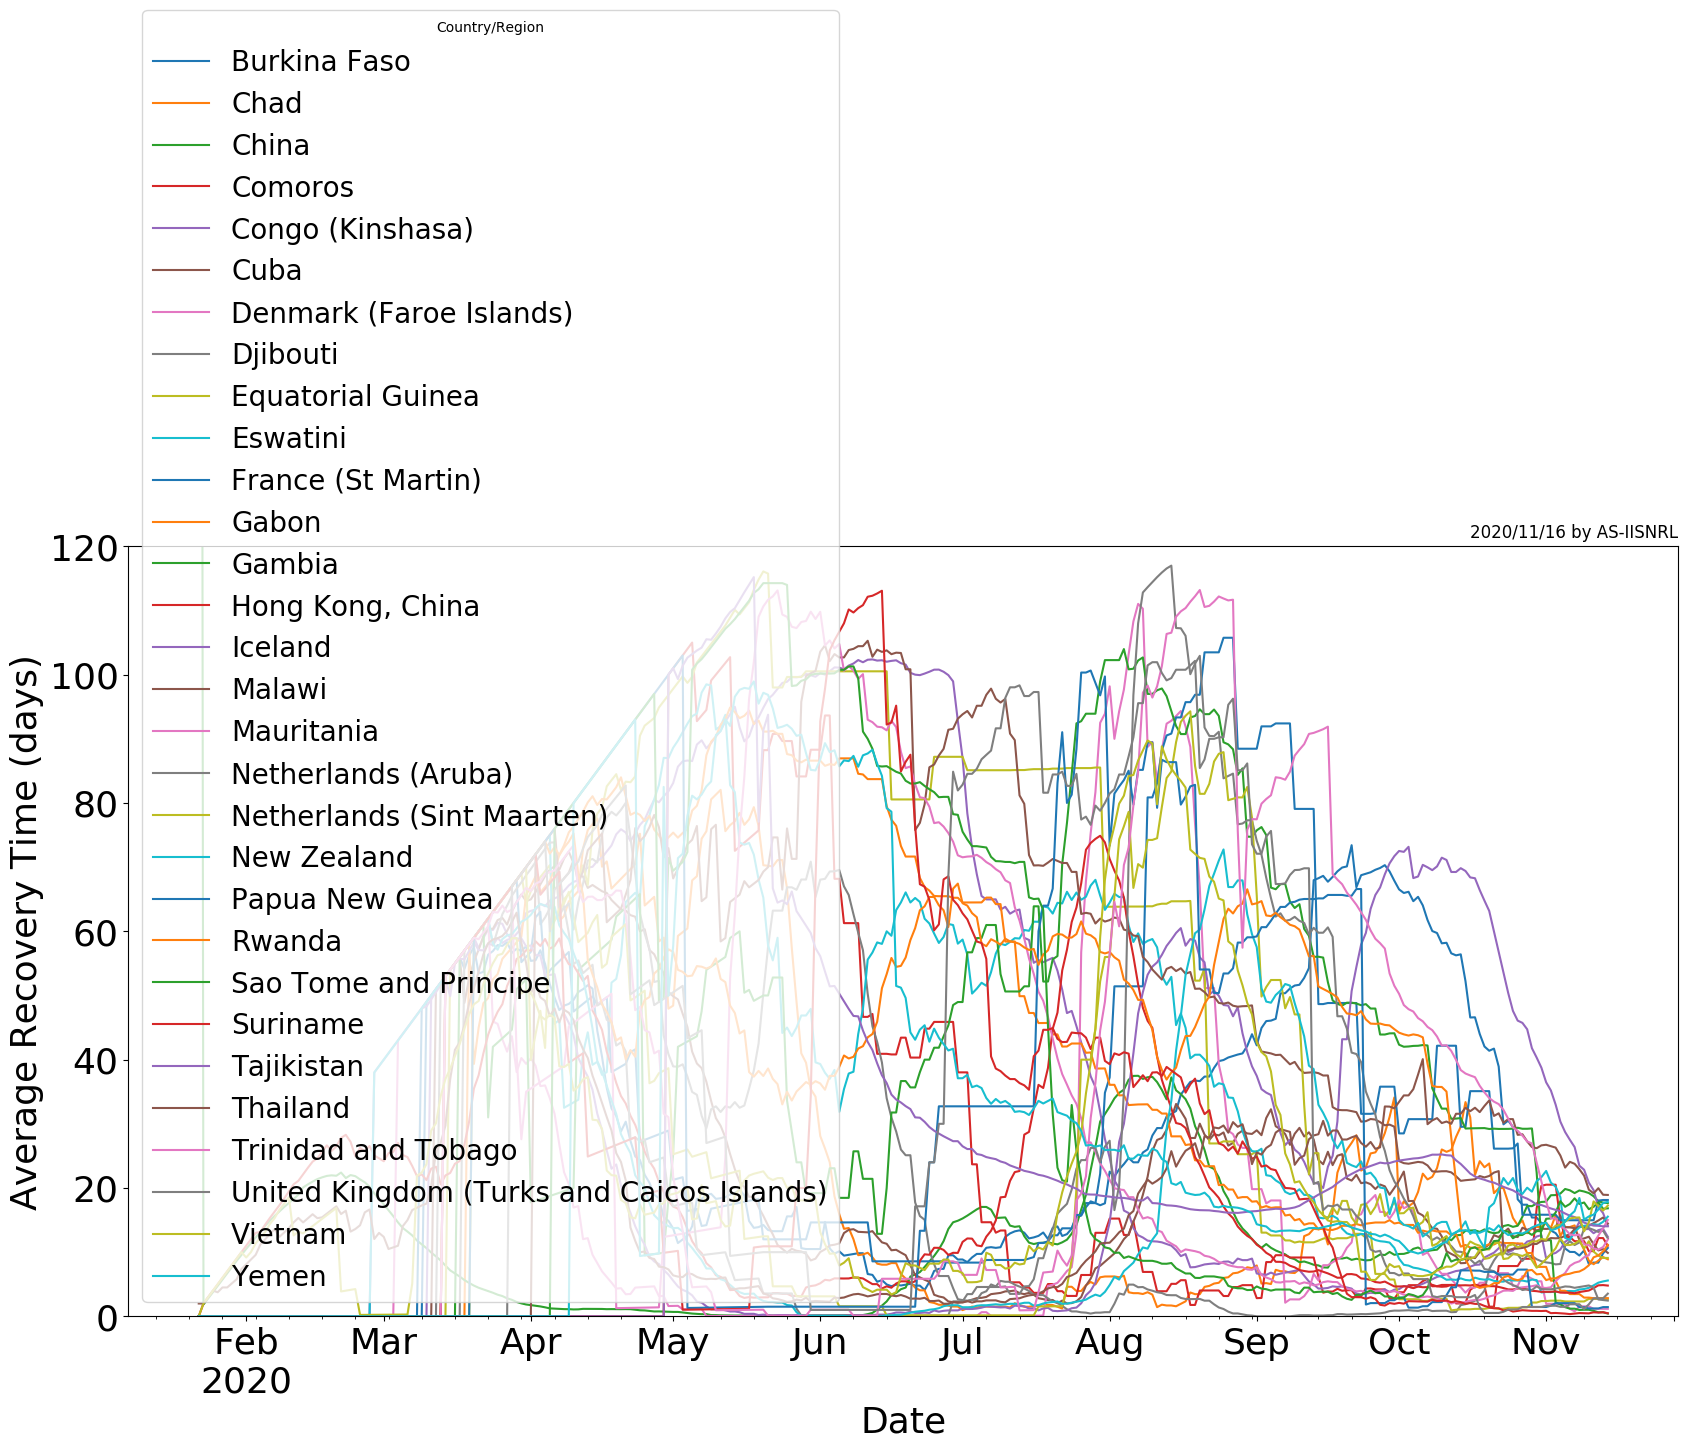 Country/Region
Burkina Faso
Chad
China
Comoros
Congo (Kinshasa)
Cuba
Denmark (Faroe Islands)
Djibouti
Equatorial Guinea
Eswatini
France (St Martin)
Gabon
Gambia
Hong Kong, China
Iceland
Malawi
Mauritania
Netherlands (Aruba)
Netherlands (Sint Maarten)
New Zealand
Papua New Guinea
Rwanda
Sao Tome and Principe
Suriname
Tajikistan
Thailand
Trinidad and Tobago
United Kingdom (Turks and Caicos Islands)
Vietnam
Yemen
2020/11/16 by AS-IISNRL
Average Recovery Time (days)
120
100
80
60
40
20
0
Feb Mar Apr May Jun Jul Aug Sep Oct Nov
2020
Date